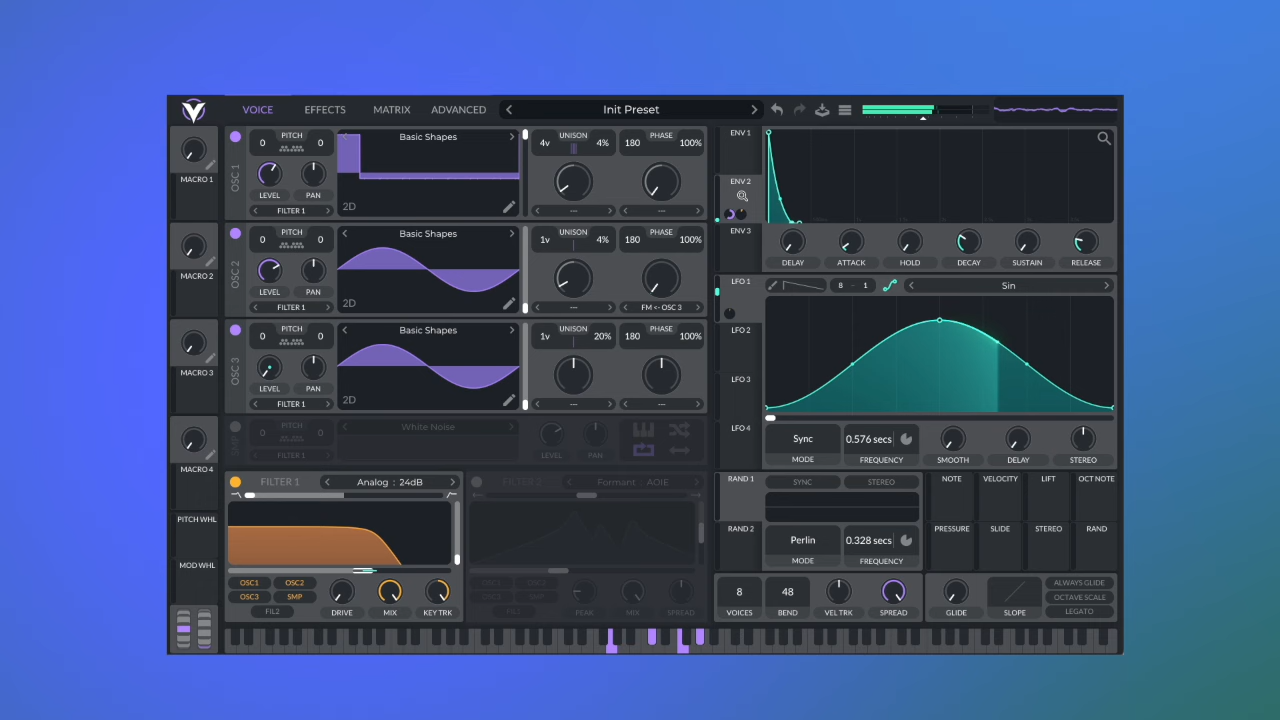 VOICE EFFECTS MATRIX ADVANCED Init Preset
MACRO 1
MACRO 2
MACRO 3
MACRO 4
PITCH WHL
MOD WHL
OSC 1
PITCH
0 0
LEVEL PAN
FILTER 1
Basic Shapes
2D
UNISON
4v 4%
---
PHASE
180 100%
---
OSC 2
PITCH
0 0
LEVEL PAN
FILTER 1
Basic Shapes
2D
UNISON
1v 4%
---
PHASE
180 100%
FM <- OSC 3
OSC 3
PITCH
0 0
LEVEL PAN
FILTER 1
Basic Shapes
2D
UNISON
1v 20%
---
PHASE
180 100%
---
SMP
PITCH
0 0
FILTER 1
White Noise
LEVEL PAN
FILTER 1 Analog : 24dB
OSC1 OSC2
OSC3 SMP
FIL2
DRIVE MIX KEY TRK
FILTER 2 Formant : AOIE
OSC1 OSC2
OSC3 SMP
FIL1
PEAK MIX SPREAD
ENV 1
ENV 2
ENV 3
DELAY ATTACK HOLD DECAY SUSTAIN RELEASE
LFO 1
LFO 2
LFO 3
LFO 4
8 - 1 Sin
Sync
MODE
0.576 secs
FREQUENCY
SMOOTH DELAY STEREO
RAND 1
RAND 2
SYNC STEREO
Perlin
MODE
0.328 secs
FREQUENCY
NOTE VELOCITY LIFT OCT NOTE
PRESSURE SLIDE STEREO RAND
8
VOICES
48
BEND
VEL TRK SPREAD
GLIDE SLOPE
ALWAYS GLIDE
OCTAVE SCALE
LEGATO